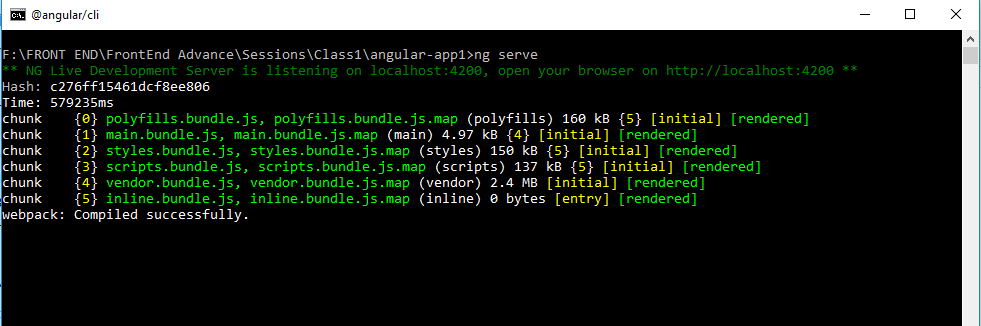 @angular/cli
F:\FRONT END\FrontEnd Advance\Sessions\Class1\angular-app1>ng serve
** NG Live Development Server is listening on localhost:4200, open your browser on http://localhost:4200 **
Hash: c276ff15461dcf8ee806
Time: 579235ms
chunk    {0} polyfills.bundle.js, polyfills.bundle.js.map (polyfills) 160 kB {5} [initial] [rendered]
chunk    {1} main.bundle.js, main.bundle.js.map (main) 4.97 kB {4} [initial] [rendered]
chunk    {2} styles.bundle.js, styles.bundle.js.map (styles) 150 kB {5} [initial] [rendered]
chunk    {3} scripts.bundle.js, scripts.bundle.js.map (scripts) 137 kB {5} [initial] [rendered]
chunk    {4} vendor.bundle.js, vendor.bundle.js.map (vendor) 2.4 MB [initial] [rendered]
chunk    {5} inline.bundle.js, inline.bundle.js.map (inline) 0 bytes [entry] [rendered]
webpack: Compiled successfully.